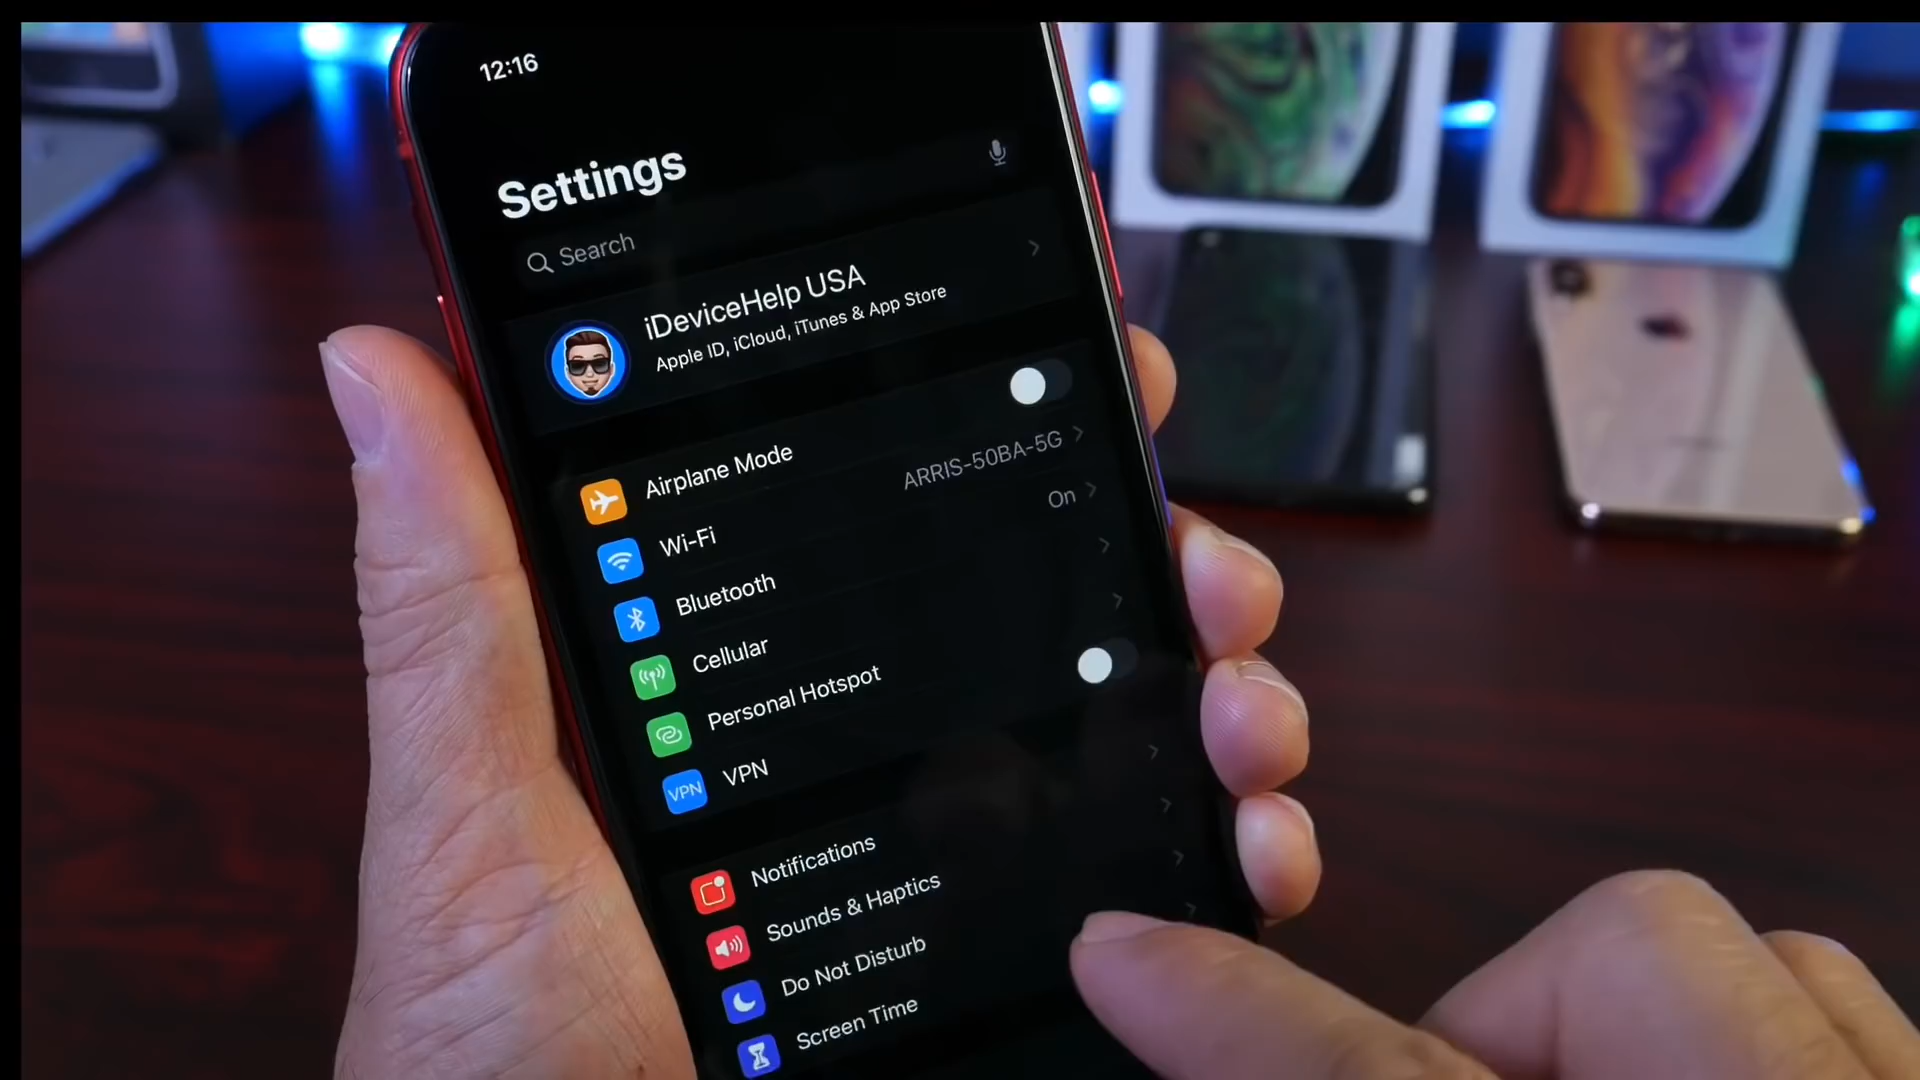 12:16
Settings
Search
iDeviceHelp USA
Apple ID, iCloud, iTunes & App Store
Airplane Mode
Wi-Fi ARRIS-50BA-5G
Bluetooth On
Cellular
Personal Hotspot
VPN VPN
Notifications
Sounds & Haptics
Do Not Disturb
Screen Time